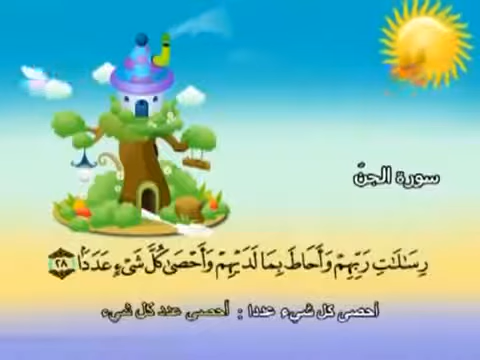 سورة الجنّ
رِسَٰلَٰتِ رَبِّهِمْ وَأَحَاطَ بِمَا لَدَيْهِمْ وَأَحْصَىٰ كُلَّ شَىْءٍ عَدَدًۢا ٢٨
أحصى كل شيء عددا : أحصى عدد كل شيء